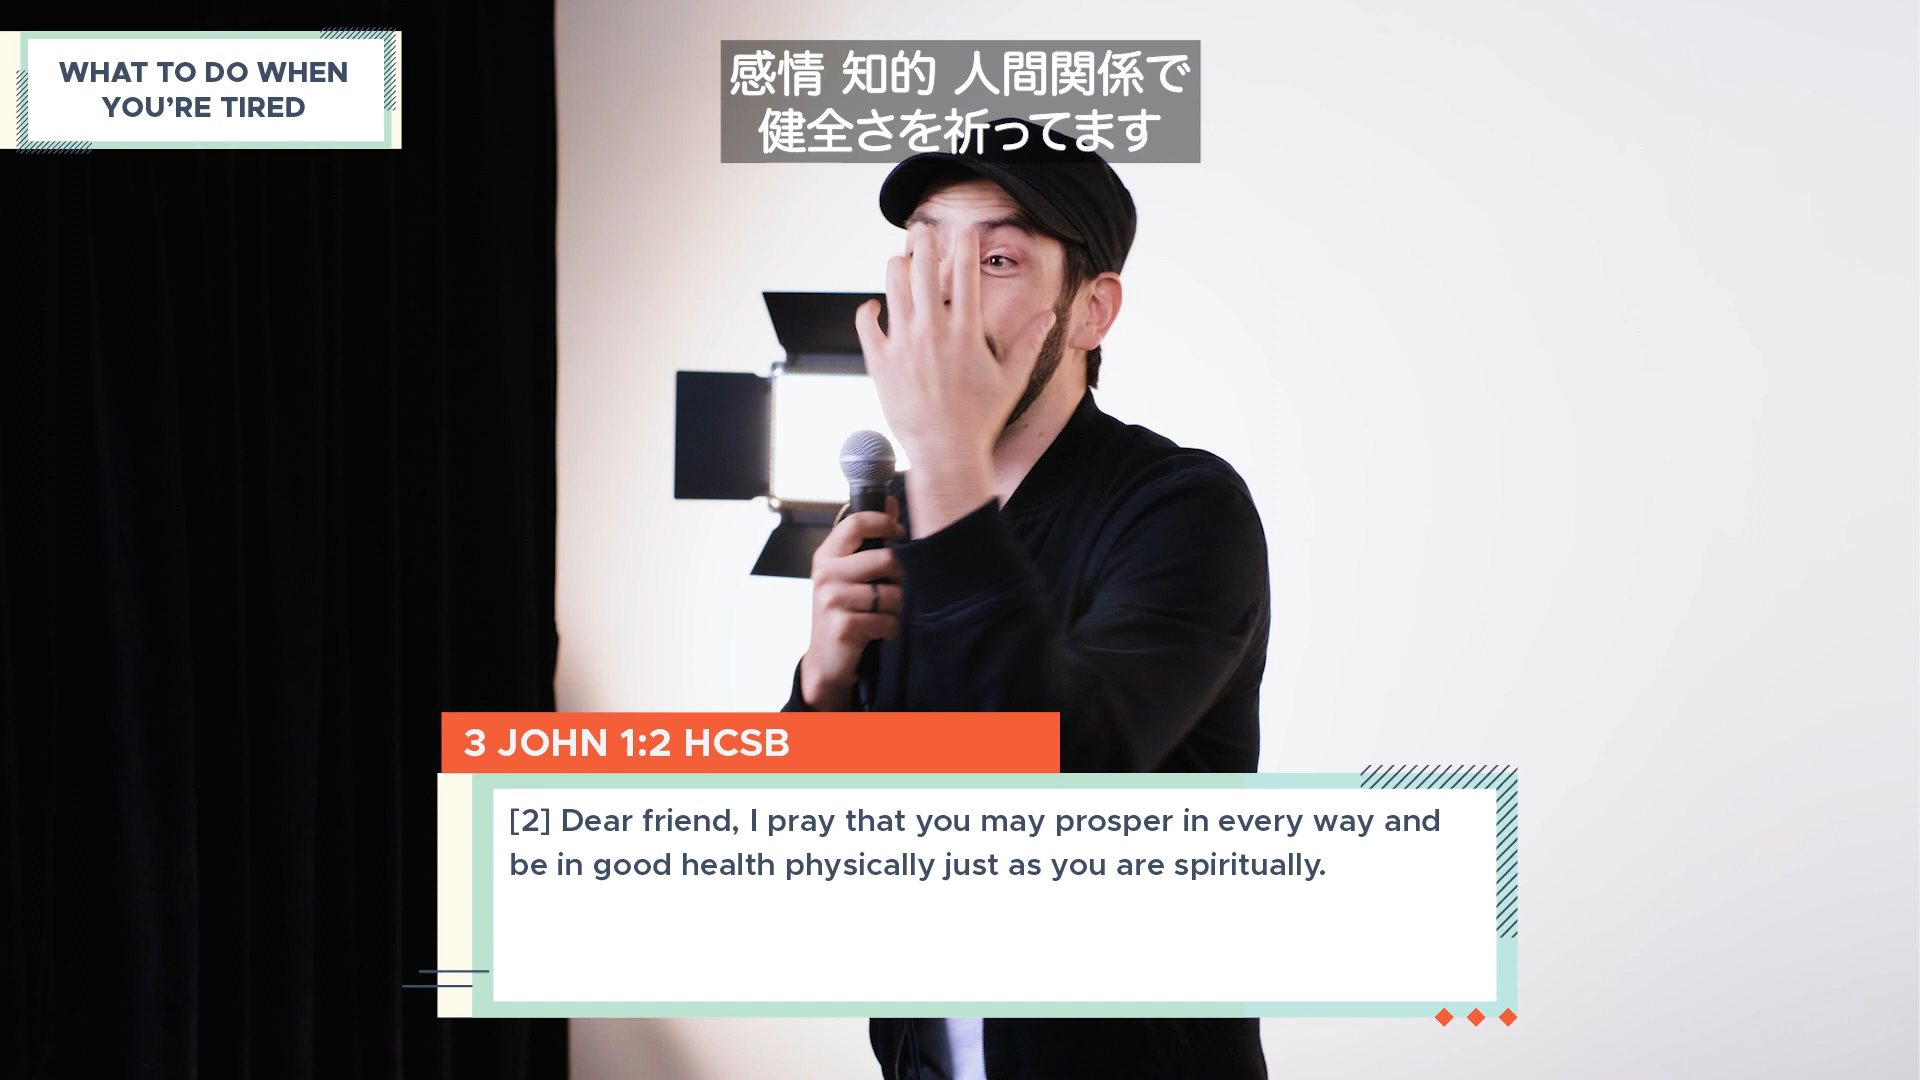 WHAT TO DO WHEN
YOU’RE TIRED
感情 知的 人間関係で
健全さを祈ってます
3 JOHN 1:2 HCSB
[2] Dear friend, I pray that you may prosper in every way and
be in good health physically just as you are spiritually.